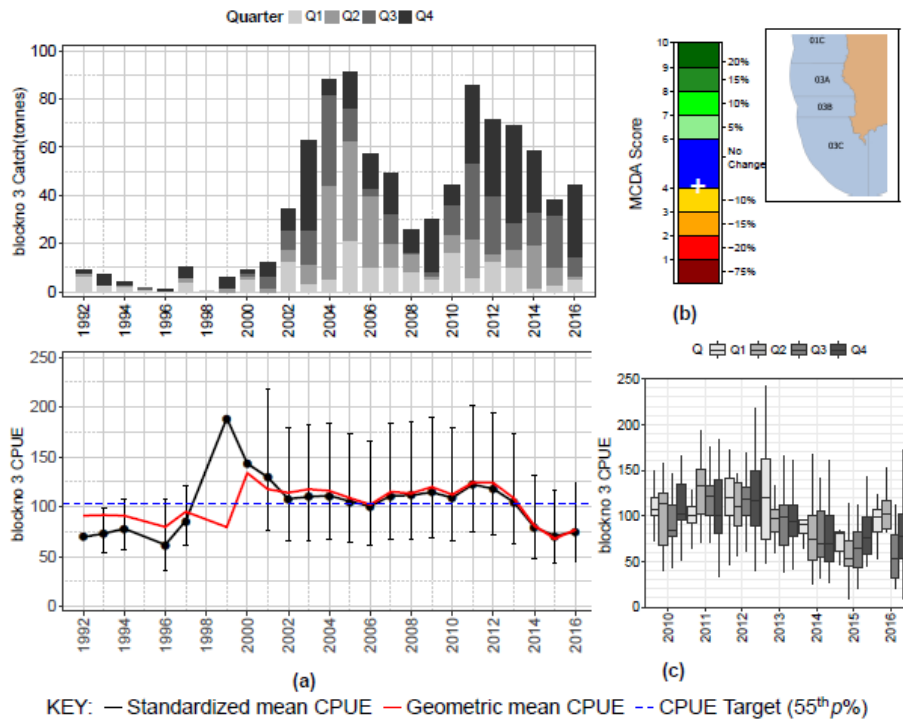 Quarter Q1 Q2 Q3 Q4
blockno 3 Catch(tonnes)
100
80
60
40
20
0
1992 1994 1996 1998 2000 2002 2004 2006 2008 2010 2012 2014 2016
MCDA Score
10
9
7
6
4
3
2
1
20%
15%
10%
5%
No
Change
−10%
−15%
−20%
−75%
(b)
01C
03A
03B
03C
blockno 3 CPUE
250
200
150
100
50
0
1992 1994 1996 1998 2000 2002 2004 2006 2008 2010 2012 2014 2016
(a)
Q Q1 Q2 Q3 Q4
blockno 3 CPUE
250
200
150
100
50
0
2010 2011 2012 2013 2014 2015 2016
(c)
KEY: Standardized mean CPUE Geometric mean CPUE CPUE Target (55th p%)